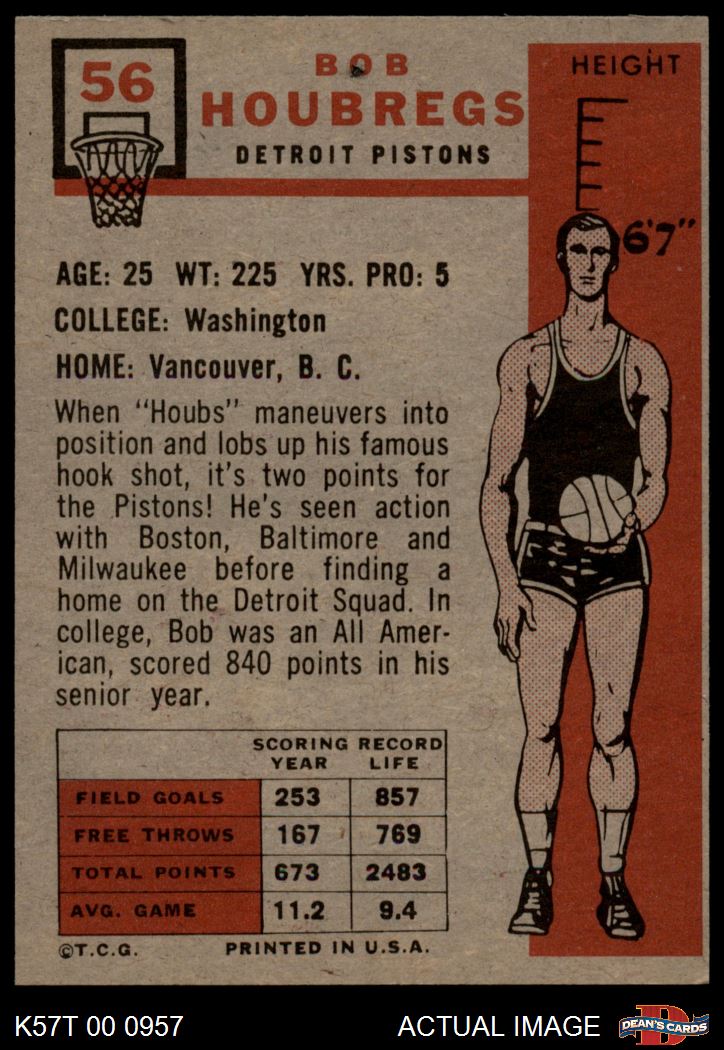 56
BOB
HOUBREGS
DETROIT PISTONS
HEIGHT
6'7"
AGE: 25 WT: 225 YRS. PRO: 5
COLLEGE: Washington
HOME: Vancouver, B. C.
When "Houbs" maneuvers into
position and lobs up his famous
hook shot, it's two points for
the Pistons! He's seen action
with Boston, Baltimore and
Milwaukee before finding a
home on the Detroit Squad. In
college, Bob was an All Amer-
ican, scored 840 points in his
senior year.
SCORING RECORD
YEAR LIFE
FIELD GOALS 253 857
FREE THROWS 167 769
TOTAL POINTS 673 2483
AVG. GAME 11.2 9.4
©T.C.G. PRINTED IN U.S.A.
K57T 00 0957
ACTUAL IMAGE
D
DEAN'S CARDS